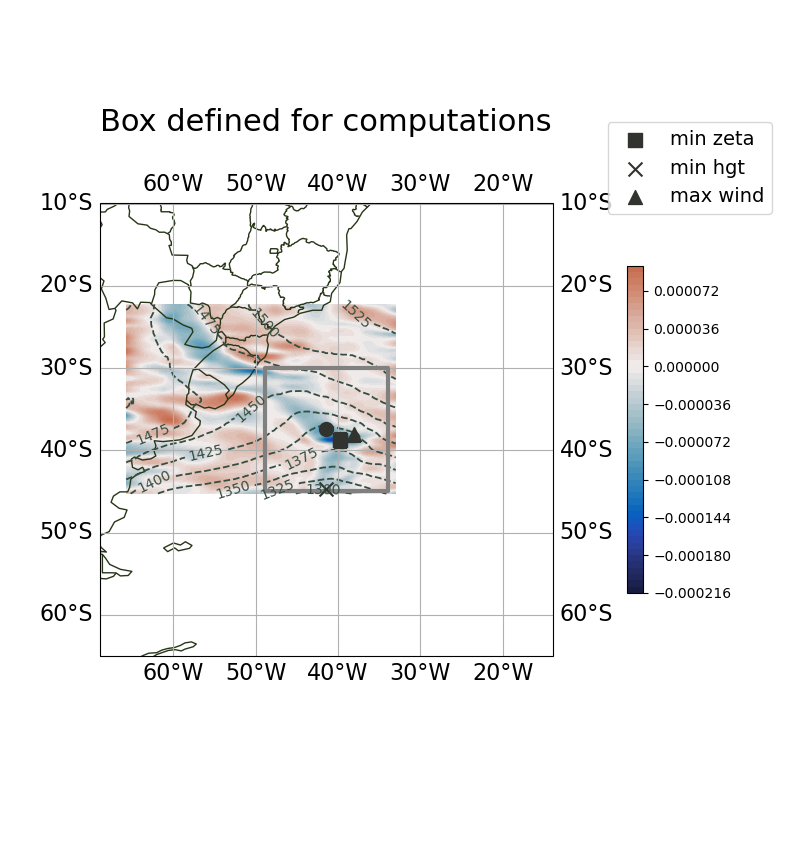 Box defined for computations
min zeta
min hgt
max wind
60°W 50°W 40°W 30°W 20°W
10°S 10°S
20°S 20°S
30°S 30°S
40°S 40°S
50°S 50°S
60°S 60°S
60°W 50°W 40°W 30°W 20°W
1475 1500 1525
1450
1475
1425
1375
1400
1350 1325
0.000072
0.000036
0.000000
−0.000036
−0.000072
−0.000108
−0.000144
−0.000180
−0.000216